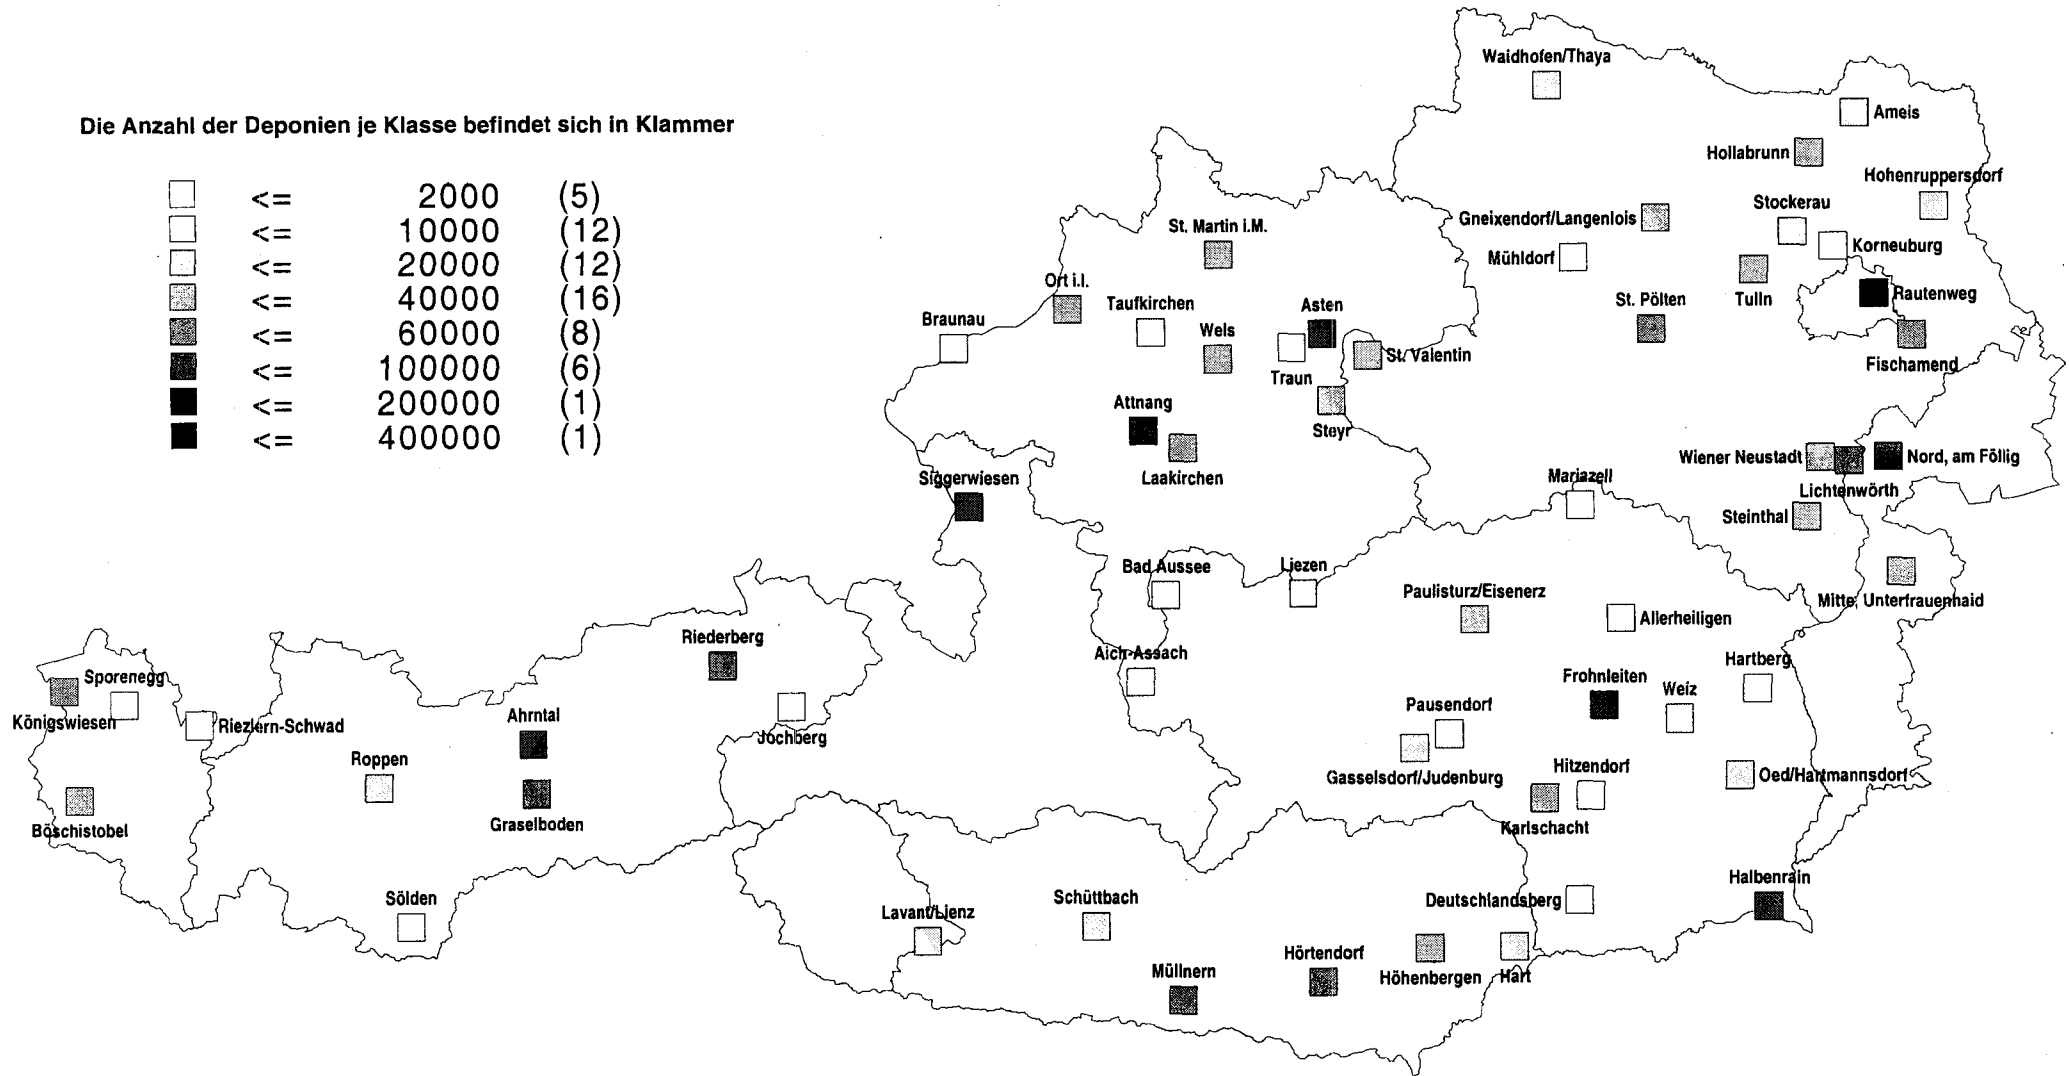 Die Anzahl der Deponien je Klasse befindet sich in Klammer
<= 2000 (5)
<= 10000 (12)
<= 20000 (12)
<= 40000 (16)
<= 60000 (8)
<= 100000 (6)
<= 200000 (1)
<= 400000 (1)
Waidhofen/Thaya
Ameis
Hollabrunn
Hohenruppersdorf
Stockerau
Gneixendorf/Langenlois
St. Martin i.M.
Korneuburg
Mühldorf
Ort i.I.
Rautenweg
St. Pölten
Tulln
Taufkirchen
Asten
Braunau
Wels
St. Valentin
Fischamend
Traun
Attnang
Steyr
Wiener Neustadt
Nord, am Föllig
Laakirchen
Siggerwiesen
Mariazell
Lichtenwörth
Steinthal
Bad Aussee
Liezen
Paulisturz/Eisenerz
Mitte, Unterfrauenhaid
Allerheiligen
Riederberg
Aich-Assach
Hartberg
Sporenegg
Frohnleiten
Weiz
Königswiesen
Riezlern-Schwad
Ahrntal
Pausendorf
Jochberg
Roppen
Hitzendorf
Gasselsdorf/Judenburg
Oed/Hartmannsdorf
Graselboden
Karlschacht
Böschistobel
Halbenrain
Sölden
Schüttbach
Deutschlandsberg
Lavant/Lienz
Hörtendorf
Müllnern
Höhenbergen
Hart